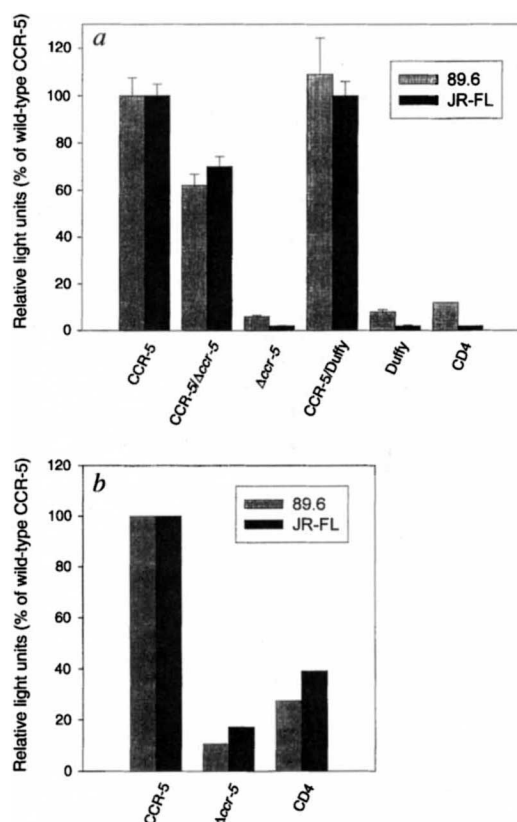 a
Relative light units (% of wild-type CCR-5)
120
100
80
60
40
20
0
89.6
JR-FL
CCR-5
CCR-5/Δccr-5
Δccr-5
CCR-5/Duffy
Duffy
CD4
b
Relative light units (% of wild-type CCR-5)
120
100
80
60
40
20
0
89.6
JR-FL
CCR-5
Δccr-5
CD4